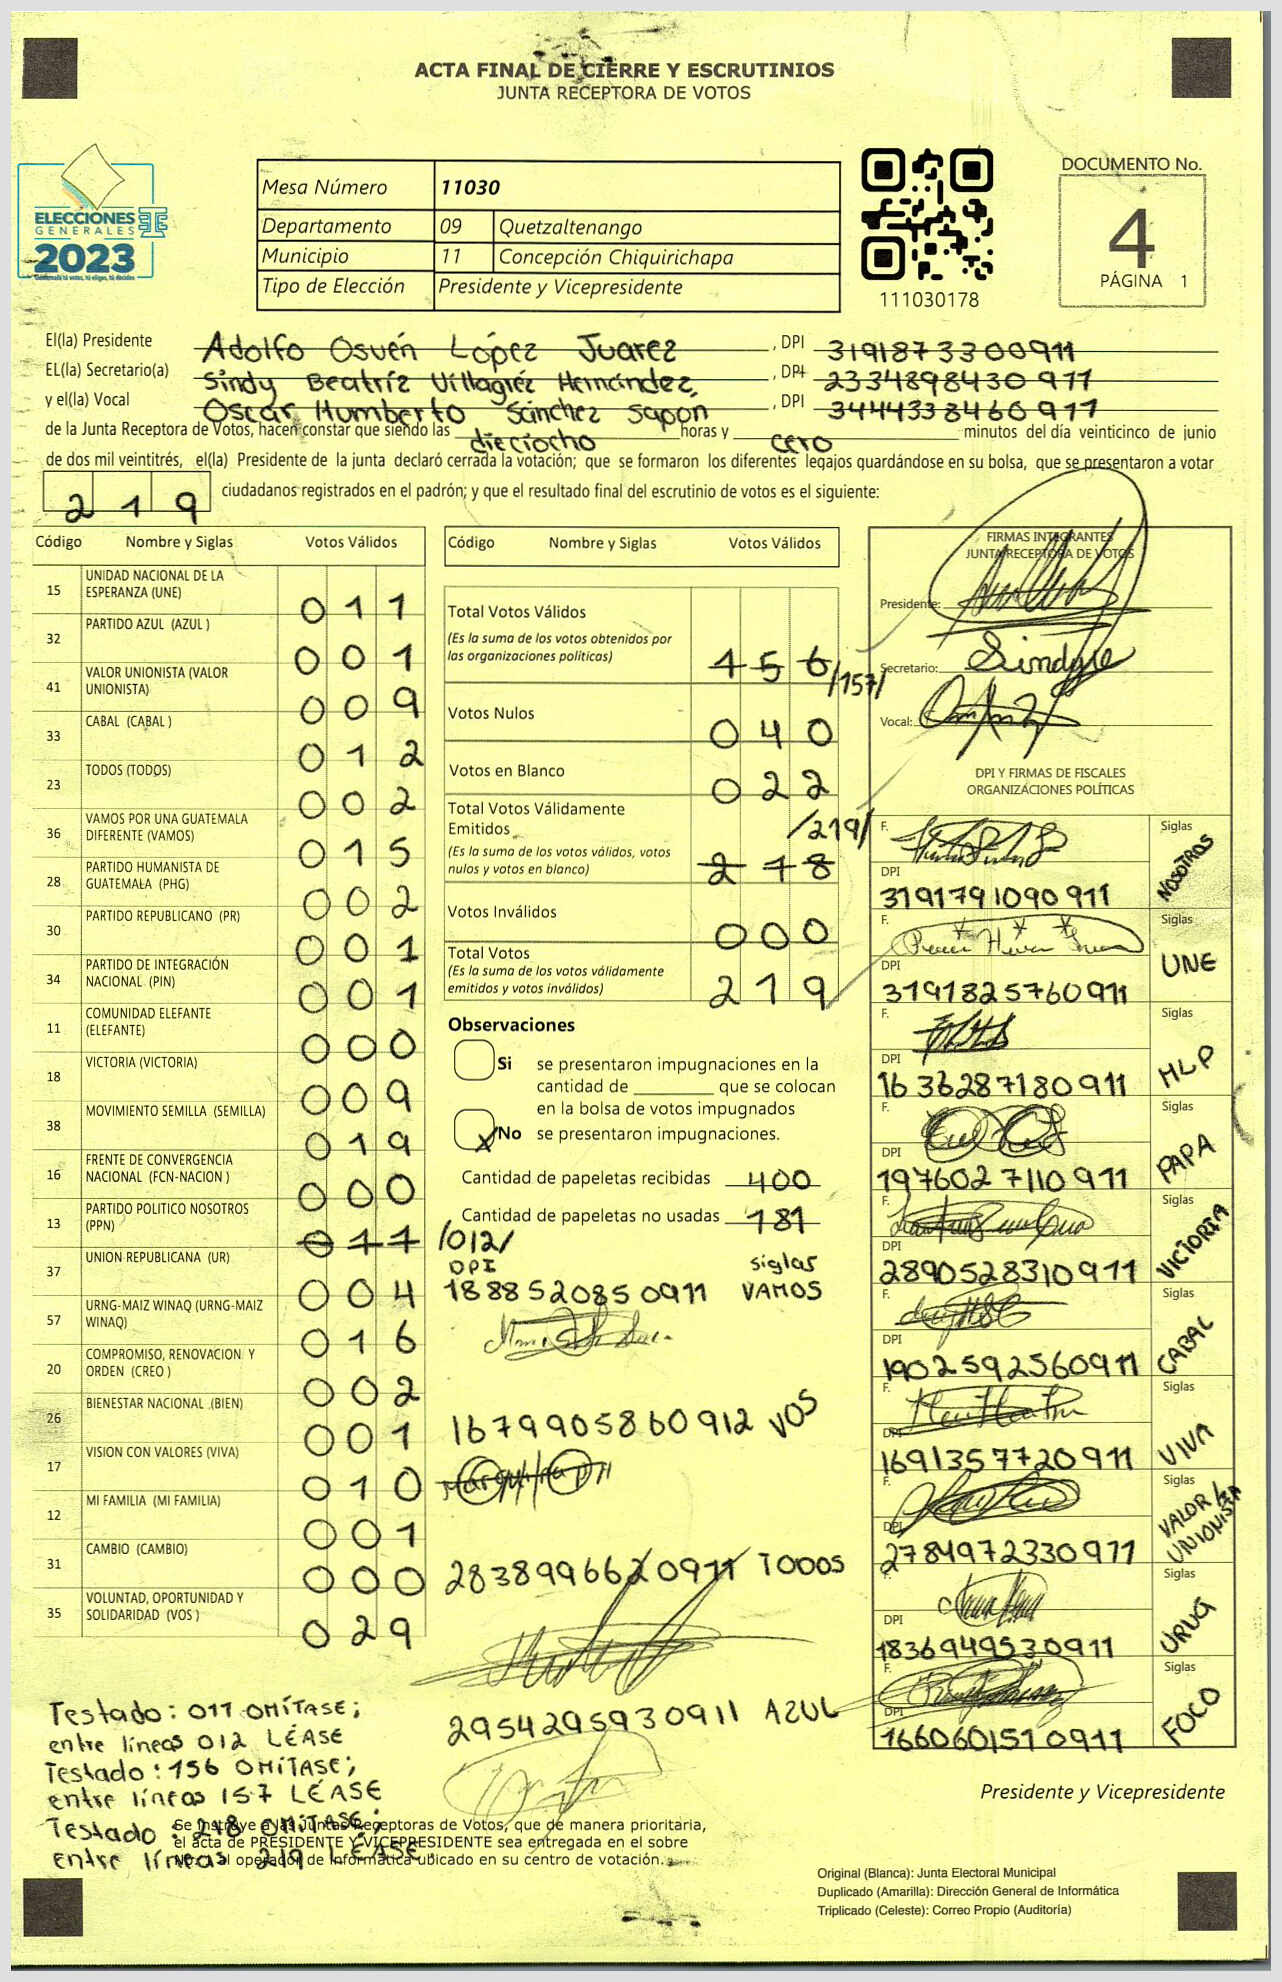 ACTA FINAL DE CIERRE Y ESCRUTINIOS
JUNTA RECEPTORA DE VOTOS
ELECCIONES
GENERALES
2023
Mesa Número 11030
Departamento 09 Quetzaltenango
Municipio 11 Concepción Chiquirichapa
Tipo de Elección Presidente y Vicepresidente
111030178
DOCUMENTO No.
4
PÁGINA 1
El(la) Presidente Adolfo Osuén López Juarez, DPI 3191873300911
EL(la) Secretario(a) Sindy Beatríz Villagréz Hernández, DPI 2334898430911
y el(la) Vocal Oscar Humberto Sánchez Sapon, DPI 3444338460911
de la Junta Receptora de Votos, hacen constar que siendo las dieciocho horas y cero minutos del día veinticinco de junio
de dos mil veintitrés, el(la) Presidente de la junta declaró cerrada la votación; que se formaron los diferentes legajos guardándose en su bolsa, que se presentaron a votar
219 ciudadanos registrados en el padrón; y que el resultado final del escrutinio de votos es el siguiente:
Código Nombre y Siglas Votos Válidos
15 UNIDAD NACIONAL DE LA ESPERANZA (UNE) 011
32 PARTIDO AZUL (AZUL ) 001
41 VALOR UNIONISTA (VALOR UNIONISTA) 009
33 CABAL (CABAL ) 012
23 TODOS (TODOS) 002
36 VAMOS POR UNA GUATEMALA DIFERENTE (VAMOS) 015
28 PARTIDO HUMANISTA DE GUATEMALA (PHG) 002
30 PARTIDO REPUBLICANO (PR) 001
34 PARTIDO DE INTEGRACIÓN NACIONAL (PIN) 001
11 COMUNIDAD ELEFANTE (ELEFANTE) 000
18 VICTORIA (VICTORIA) 009
38 MOVIMIENTO SEMILLA (SEMILLA) 019
16 FRENTE DE CONVERGENCIA NACIONAL (FCN-NACION ) 000
13 PARTIDO POLITICO NOSOTROS (PPN) 011 /012/
37 UNION REPUBLICANA (UR) 004
57 URNG-MAIZ WINAQ (URNG-MAIZ WINAQ) 016
20 COMPROMISO, RENOVACION Y ORDEN (CREO ) 002
26 BIENESTAR NACIONAL (BIEN) 001
17 VISION CON VALORES (VIVA) 010
12 MI FAMILIA (MI FAMILIA) 001
31 CAMBIO (CAMBIO) 000
35 VOLUNTAD, OPORTUNIDAD Y SOLIDARIDAD (VOS ) 029
Código Nombre y Siglas Votos Válidos
Total Votos Válidos
(Es la suma de los votos obtenidos por
las organizaciones políticas) 156 /157/
Votos Nulos 040
Votos en Blanco 022
Total Votos Válidamente
Emitidos /219/
(Es la suma de los votos válidos, votos
nulos y votos en blanco) 218
Votos Inválidos 000
Total Votos
(Es la suma de los votos válidamente
emitidos y votos inválidos) 219
Observaciones
Si se presentaron impugnaciones en la
cantidad de ________ que se colocan
en la bolsa de votos impugnados
X No se presentaron impugnaciones.
Cantidad de papeletas recibidas 400
Cantidad de papeletas no usadas 181
DPI siglas
1888520850911 VAMOS
1679905860912 VOS
2838996620911 TODOS
2954295930911 AZUL
FIRMAS INTEGRANTES
JUNTA RECEPTORA DE VOTOS
Presidente:
Secretario: Sindy
Vocal:
DPI Y FIRMAS DE FISCALES
ORGANIZACIONES POLÍTICAS
F. Siglas
DPI 3191791090911 NOSOTROS
F. Siglas
DPI 3191825760911 UNE
F. Siglas
DPI 1636287180911 MLP
F. Siglas
DPI 1976027110911 PAPA
F. Siglas
DPI 2890528310911 VICTORIA
F. Siglas
DPI 1902592560911 CABAL
F. Siglas
DPI 1691357720911 VIVA
F. Siglas
DPI 2784972330911 VALOR/UNIONISTA
F. Siglas
DPI 1836949530911 URNG
F. Siglas
DPI 1660601510911 FOCO
Testado: 011 OMÍTASE;
entre líneas 012 LÉASE
Testado: 156 OMÍTASE;
entre líneas 157 LÉASE
Testado: 218 OMÍTASE;
entre líneas 219 LÉASE.
Se instruye a las Juntas Receptoras de Votos, que de manera prioritaria,
el acta de PRESIDENTE Y VICEPRESIDENTE sea entregada en el sobre
al operador de Informática ubicado en su centro de votación.
Presidente y Vicepresidente
Original (Blanca): Junta Electoral Municipal
Duplicado (Amarilla): Dirección General de Informática
Triplicado (Celeste): Correo Propio (Auditoría)